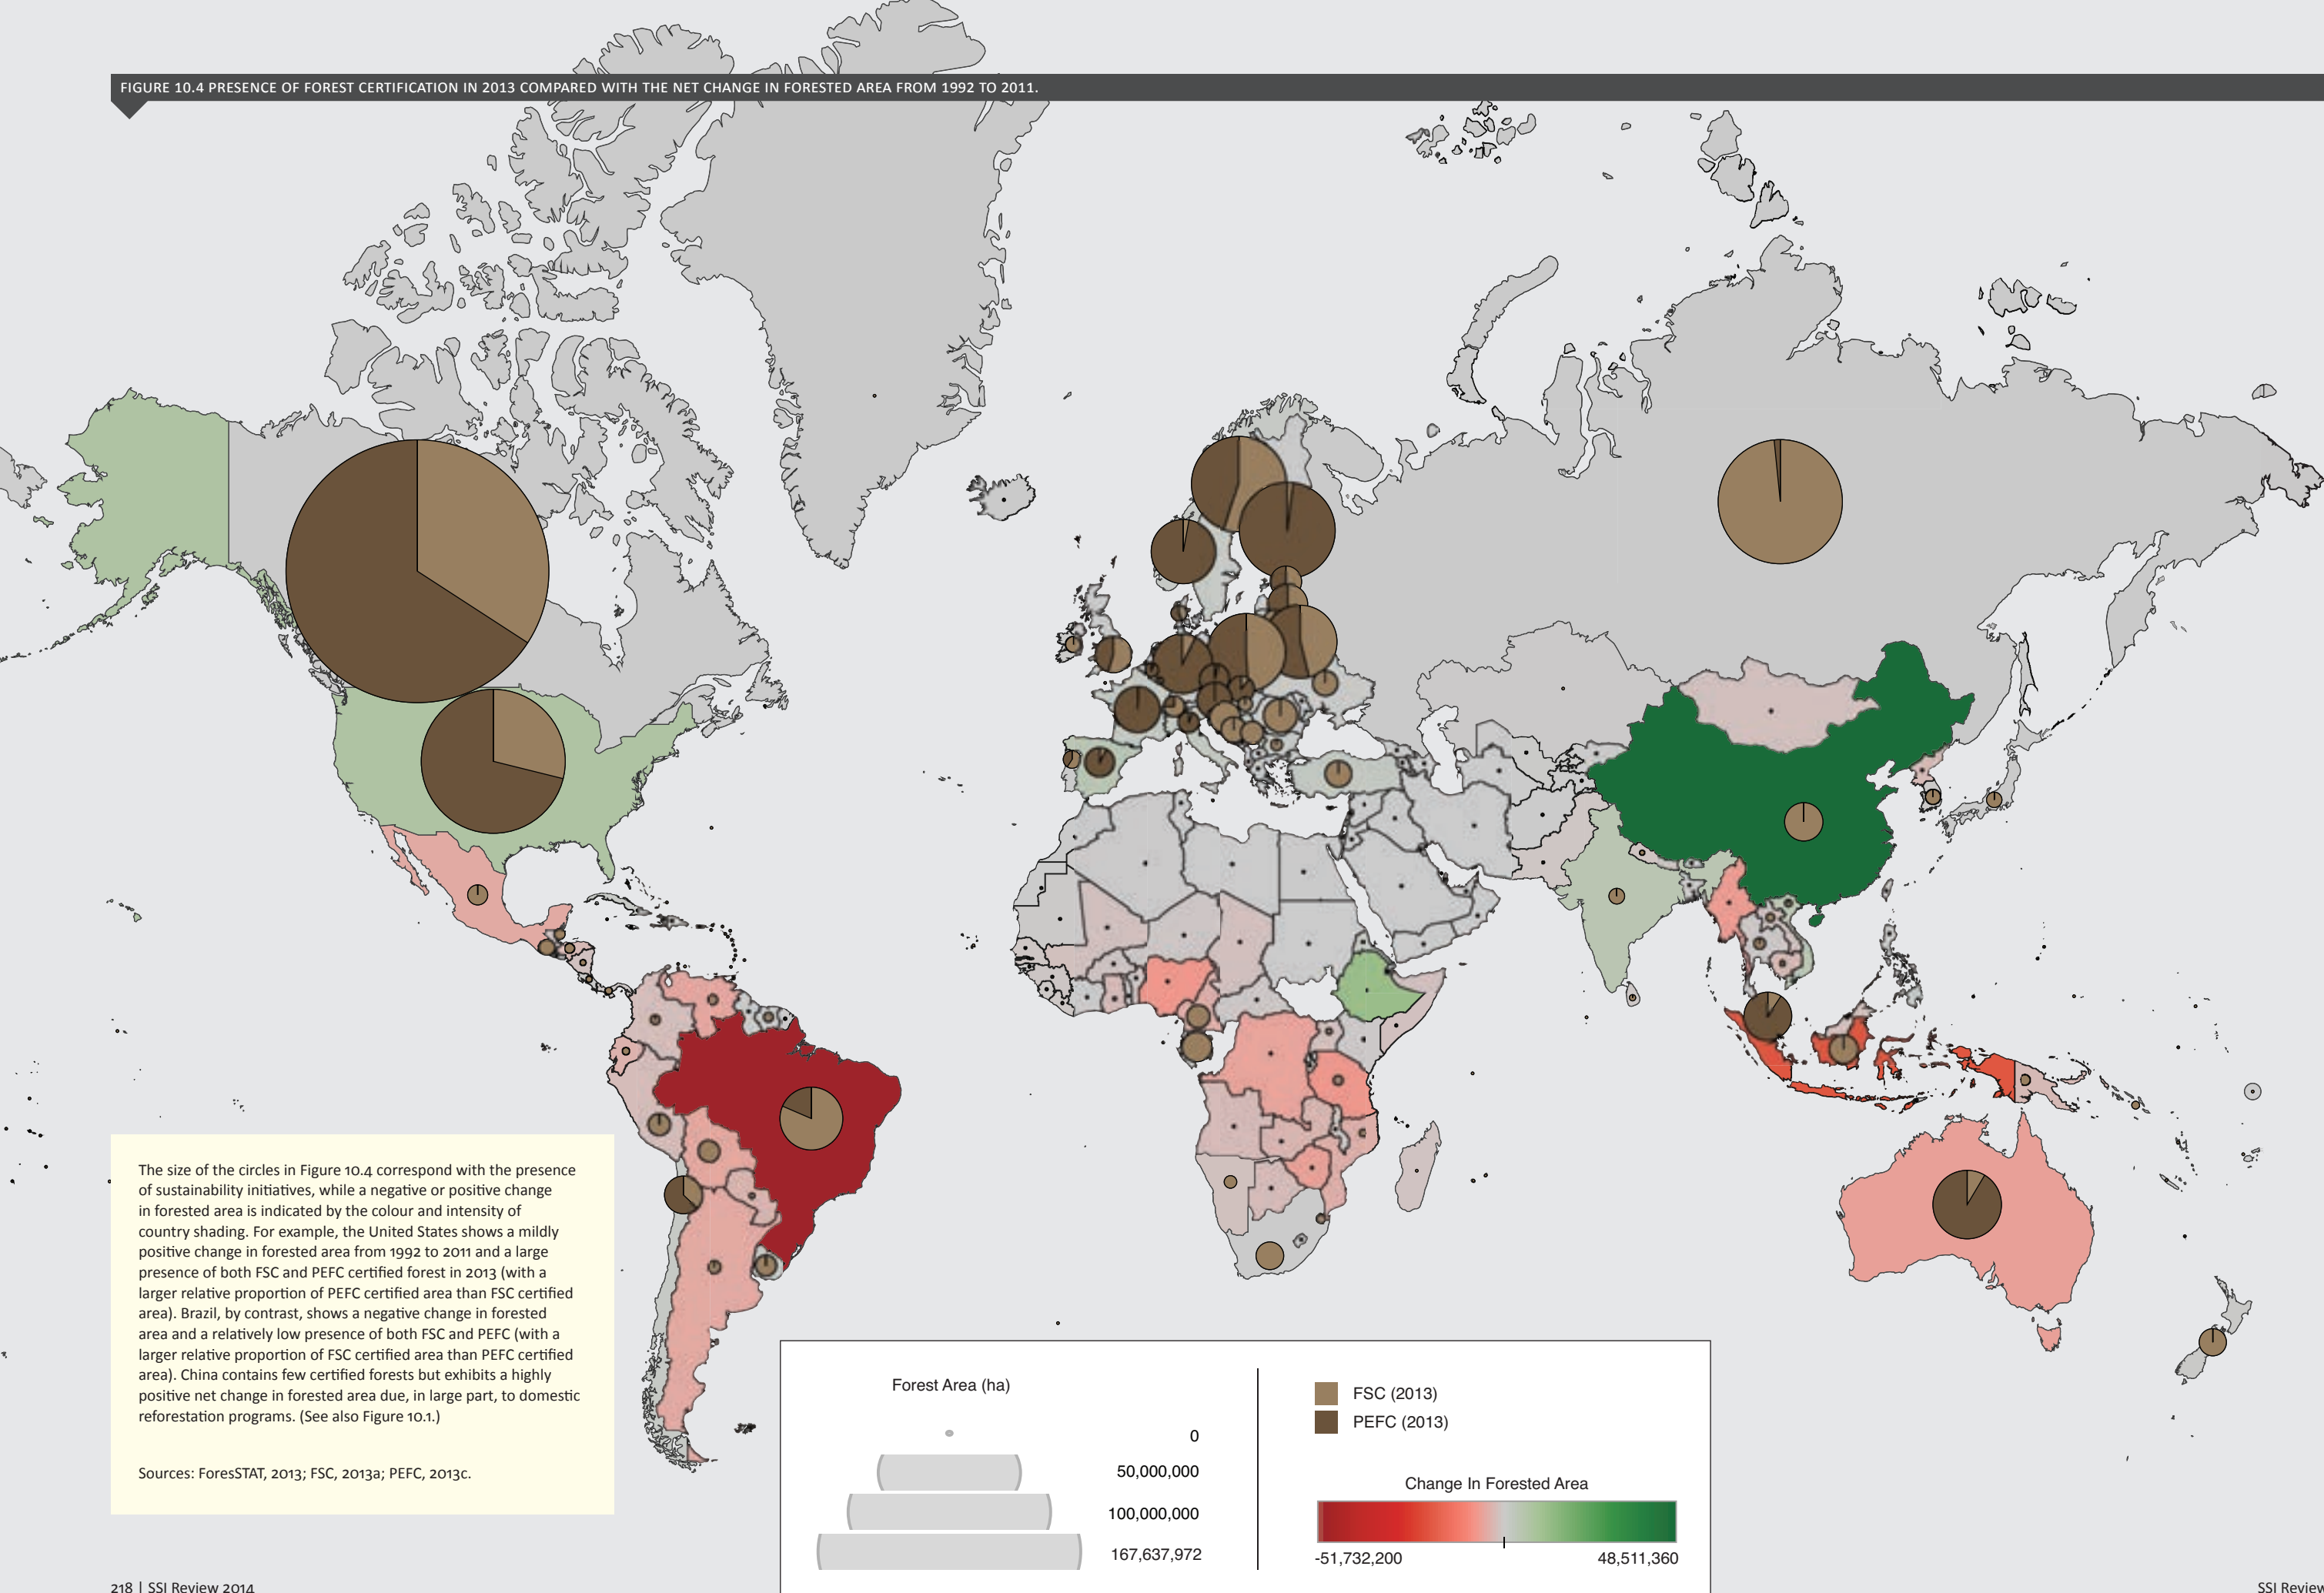 FIGURE 10.4 PRESENCE OF FOREST CERTIFICATION IN 2013 COMPARED WITH THE NET CHANGE IN FORESTED AREA FROM 1992 TO 2011.
The size of the circles in Figure 10.4 correspond with the presence
of sustainability initiatives, while a negative or positive change
in forested area is indicated by the colour and intensity of
country shading. For example, the United States shows a mildly
positive change in forested area from 1992 to 2011 and a large
presence of both FSC and PEFC certified forest in 2013 (with a
larger relative proportion of PEFC certified area than FSC certified
area). Brazil, by contrast, shows a negative change in forested
area and a relatively low presence of both FSC and PEFC (with a
larger relative proportion of FSC certified area than PEFC certified
area). China contains few certified forests but exhibits a highly
positive net change in forested area due, in large part, to domestic
reforestation programs. (See also Figure 10.1.)
Sources: ForesSTAT, 2013; FSC, 2013a; PEFC, 2013c.
Forest Area (ha)
0
50,000,000
100,000,000
167,637,972
FSC (2013)
PEFC (2013)
Change In Forested Area
-51,732,200
48,511,360
218 | SSI Review 2014
SSI Review